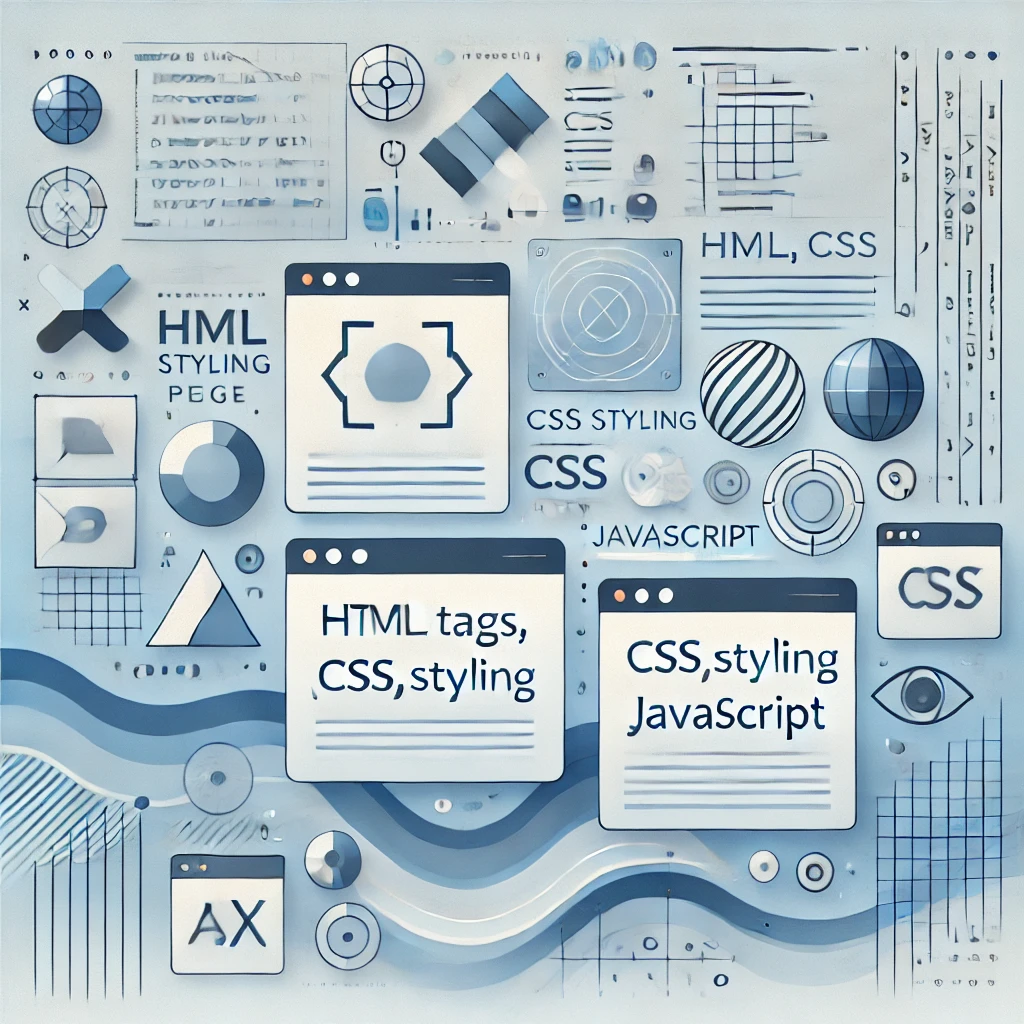 HML, CSS
HML
STYLING
PEGE
CSS STYLING
CSS
JAVASCRIPT
CSS
HTML tags,
CSS, styling
CSS, styling
JavaScript
AX